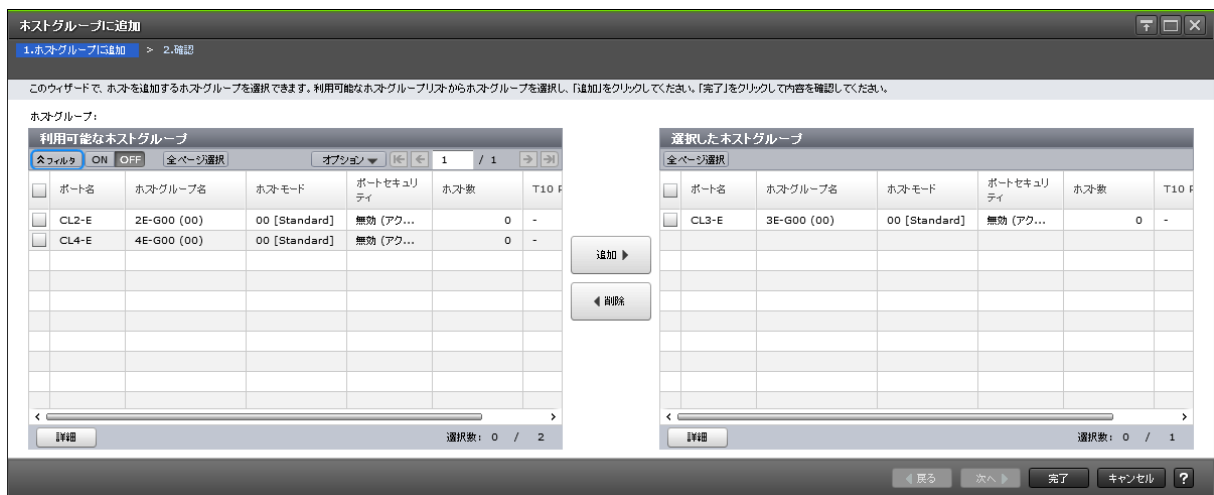 ホストグループに追加
1.ホストグループに追加 > 2.確認
このウィザードで、ホストを追加するホストグループを選択できます。利用可能なホストグループリストからホストグループを選択し、「追加」をクリックしてください。「完了」をクリックして内容を確認してください。
ホストグループ:
利用可能なホストグループ
フィルタ ON OFF 全ページ選択 オプション 1 / 1
ポート名 ホストグループ名 ホストモード ポートセキュリティ ホスト数 T10 P
CL2-E 2E-G00 (00) 00 [Standard] 無効 (アク... 0 -
CL4-E 4E-G00 (00) 00 [Standard] 無効 (アク... 0 -
詳細 選択数: 0 / 2
追加
削除
選択したホストグループ
全ページ選択
ポート名 ホストグループ名 ホストモード ポートセキュリティ ホスト数 T10 P
CL3-E 3E-G00 (00) 00 [Standard] 無効 (アク... 0 -
詳細 選択数: 0 / 1
戻る 次へ 完了 キャンセル ?